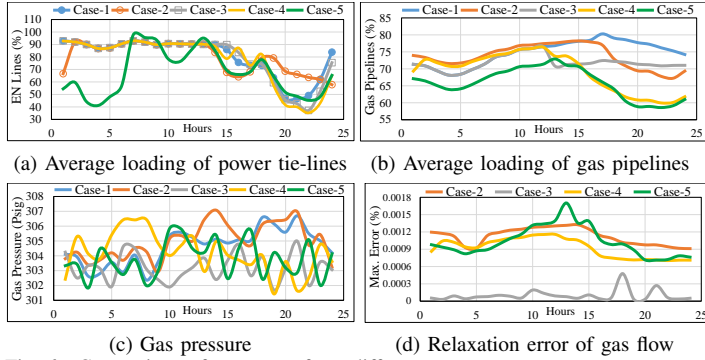 Case-1 Case-2 Case-3 Case-4 Case-5
EN Lines (%)
110
100
90
80
70
60
50
40
30
0 5 10 15 20 25
Hours
(a) Average loading of power tie-lines
Case-1 Case-2 Case-3 Case-4 Case-5
Gas Pipelines (%)
85
80
75
70
65
60
55
0 5 10 15 20 25
Hours
(b) Average loading of gas pipelines
Case-1 Case-2 Case-3 Case-4 Case-5
Gas Pressure (Psig)
308
307
306
305
304
303
302
301
0 5 10 15 20 25
Hours
(c) Gas pressure
Case-2 Case-3 Case-4 Case-5
Max. Error (%)
0.0018
0.0015
0.0012
0.0009
0.0006
0.0003
0
0 5 10 15 20 25
Hours
(d) Relaxation error of gas flow